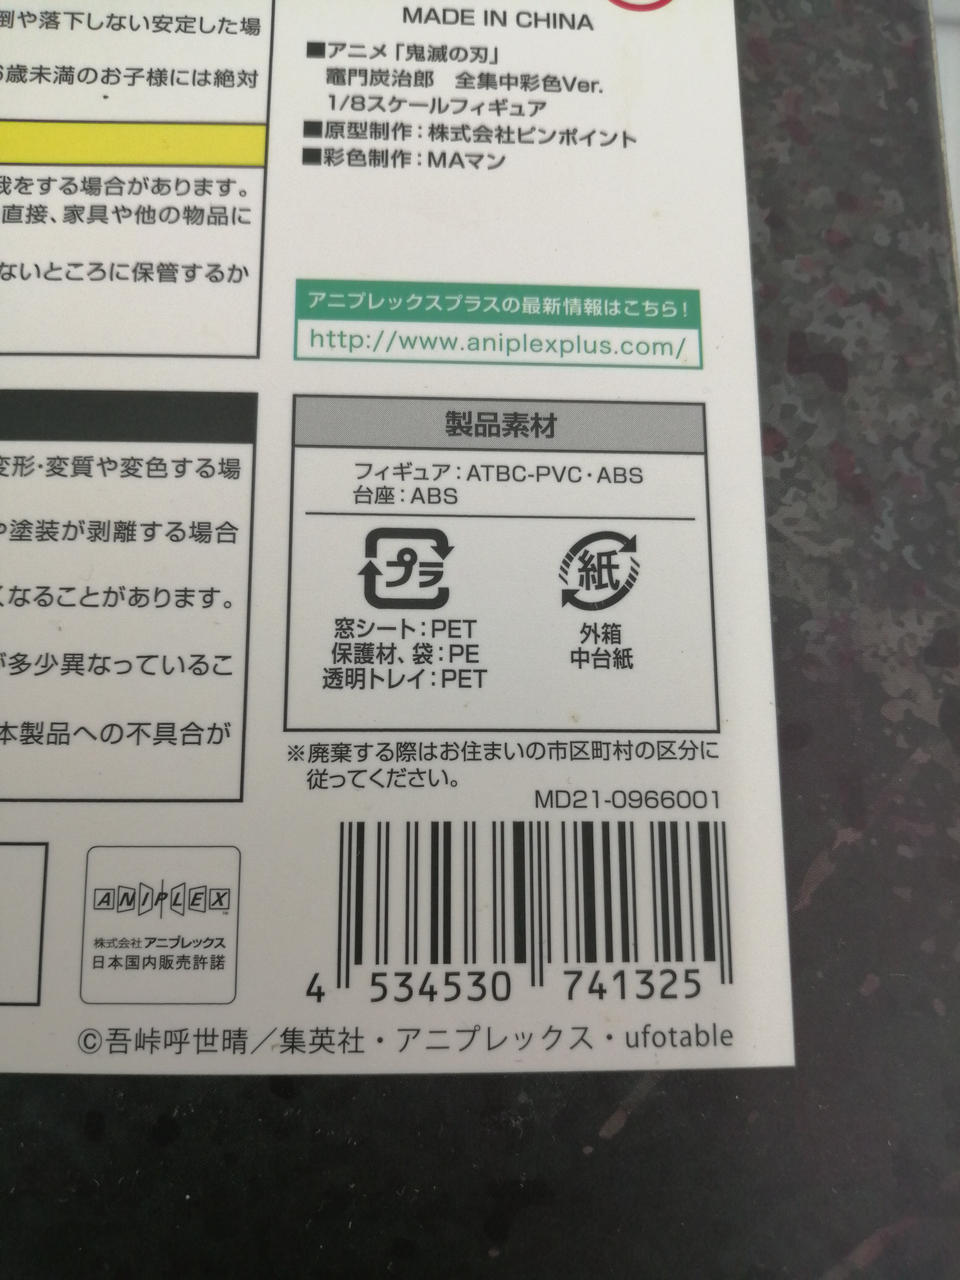 倒や落下しない安定した場
6歳未満のお子様には絶対
我をする場合があります。
直接、家具や他の物品に
ないところに保管するか
変形・変質や変色する場
や塗装が剥離する場合
くなることがあります。
が多少異なっているこ
本製品への不具合が
MADE IN CHINA
■アニメ「鬼滅の刃」
竈門炭治郎 全集中彩色Ver.
1/8スケールフィギュア
■原型制作：株式会社ピンポイント
■彩色制作：MAマン
アニプレックスプラスの最新情報はこちら！
http://www.aniplexplus.com/
製品素材
フィギュア：ATBC-PVC・ABS
台座：ABS
プラ
窓シート：PET
保護材、袋：PE
透明トレイ：PET
紙
外箱
中台紙
※廃棄する際はお住まいの市区町村の区分に
従ってください。
MD21-0966001
4 534530 741325
ANIPLEX
株式会社アニプレックス
日本国内販売許諾
©吾峠呼世晴／集英社・アニプレックス・ufotable